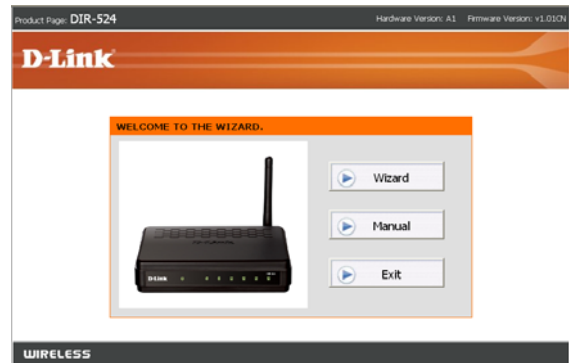 Product Page: DIR-524 Hardware Version: A1 Firmware Version: v1.01CN
D-Link
WELCOME TO THE WIZARD.
Wizard
Manual
D-Link
Exit
WIRELESS